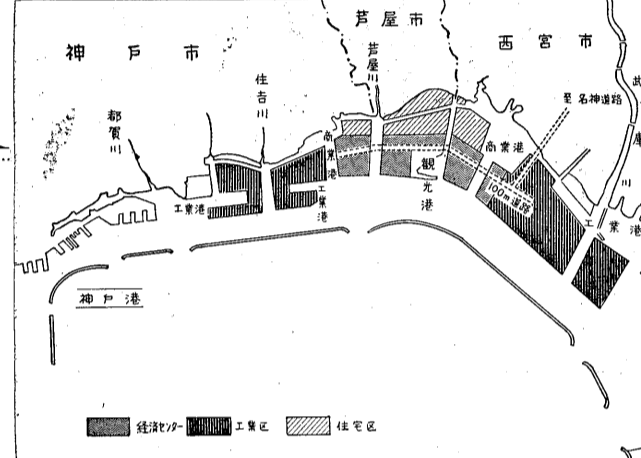 神戸市
芦屋市
西宮市
芦屋川
住吉川
都賀川
武庫川
至名神道路
商業港
商業港
観光港
100m道路
工業港
工業港
工業港
神戸港
経済センター
工業区
住宅区